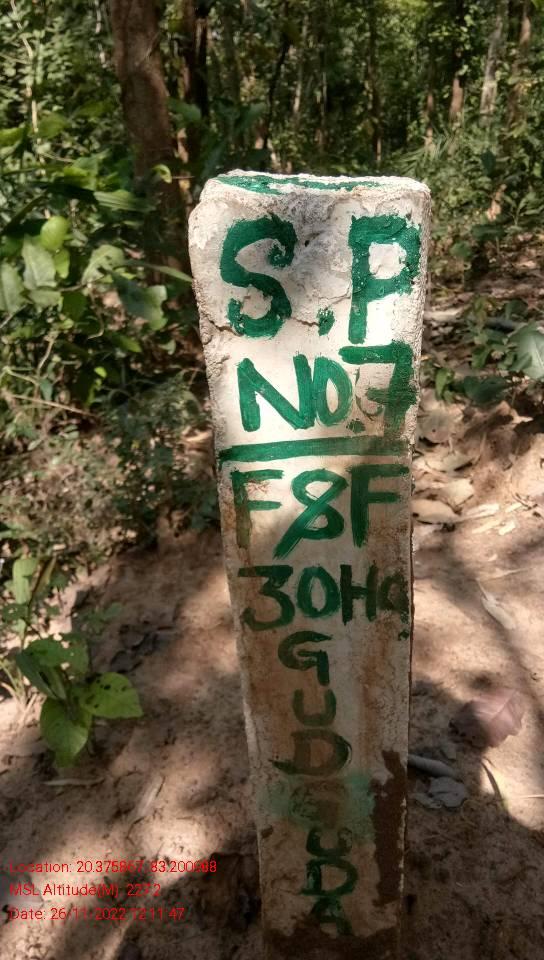 S.P
NO.7
F&F
30Ha
G
U
D
G
U
D
A
Location: 20.375867, 83.200068
MSL Altitude(M) 227.2
Date: 26-11-2022 12:11:47